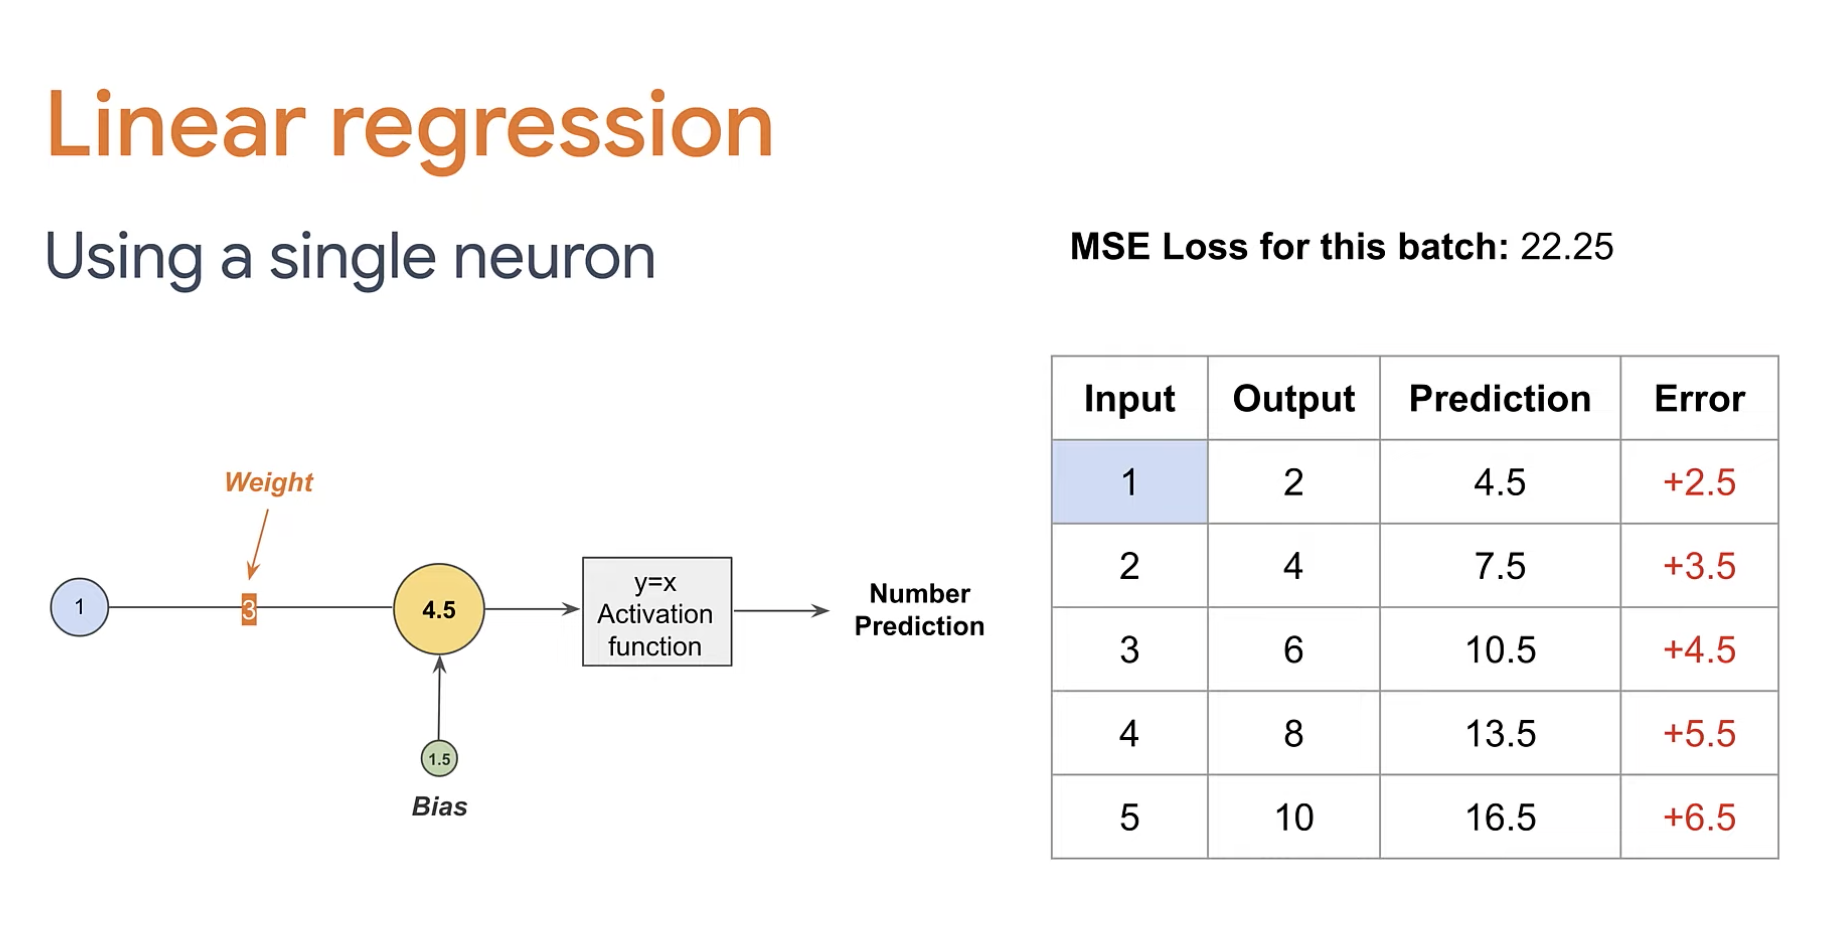 Linear regression
Using a single neuron
MSE Loss for this batch: 22.25
Weight
1
3
4.5
y=x
Activation
function
Number
Prediction
1.5
Bias
Input Output Prediction Error
1 2 4.5 +2.5
2 4 7.5 +3.5
3 6 10.5 +4.5
4 8 13.5 +5.5
5 10 16.5 +6.5